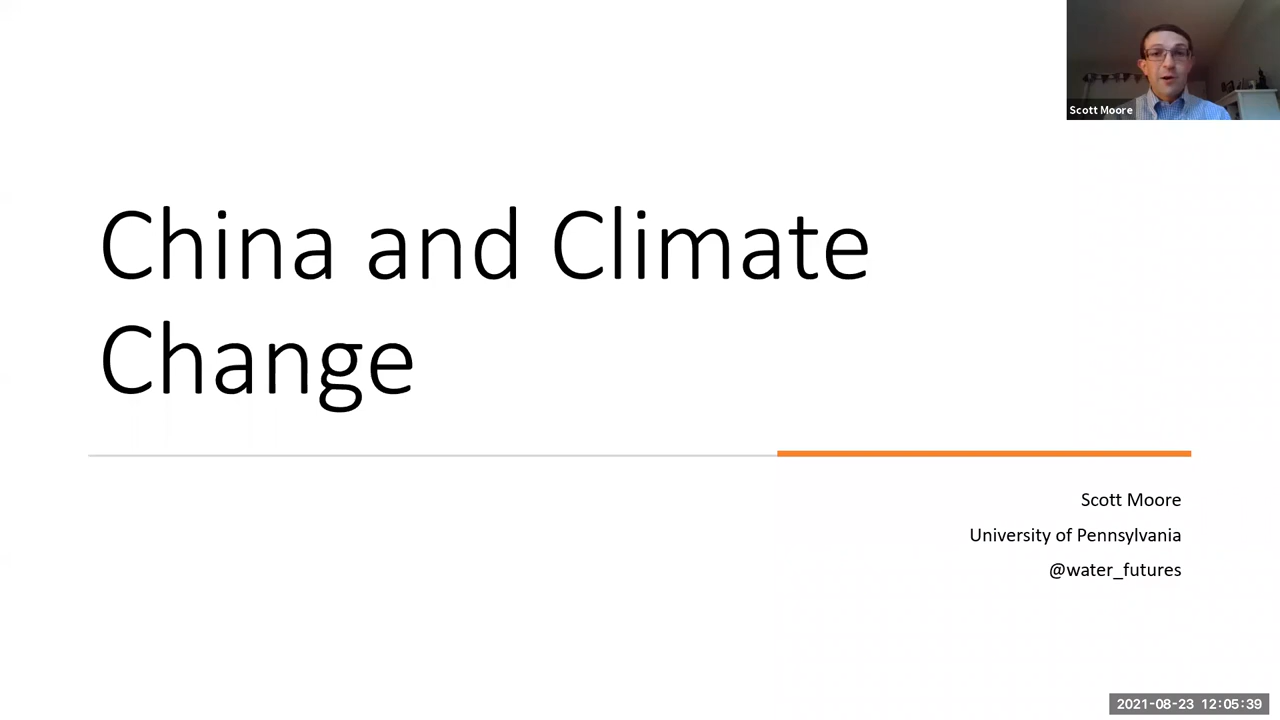 Scott Moore
China and Climate
Change
Scott Moore
University of Pennsylvania
@water_futures
2021-08-23 12:05:39